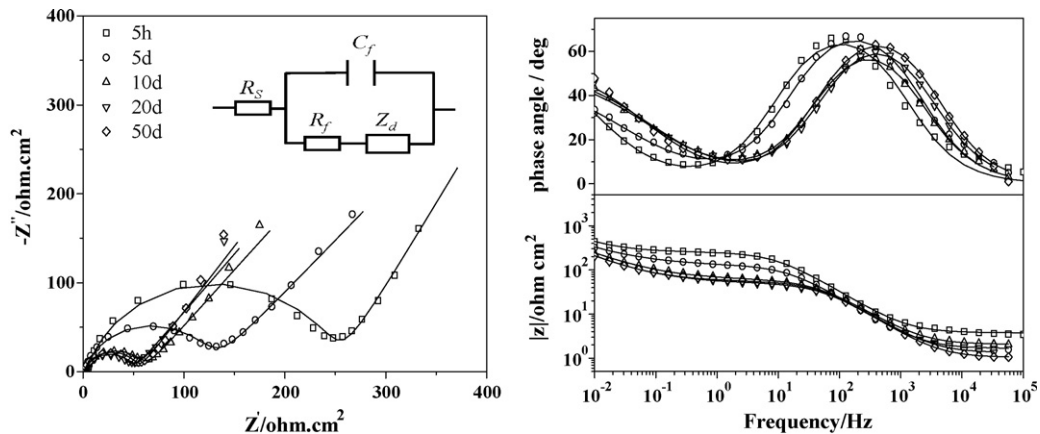 -400
-300
-200
-100
0
-Z''/ohm.cm²
0
100
200
300
400
Z'/ohm.cm²
5h
5d
10d
20d
50d
R_S
C_f
R_f
Z_d
60
40
20
0
phase angle / deg
10³
10²
10¹
10⁰
|z|/ohm cm²
10⁻²
10⁻¹
10⁰
10¹
10²
10³
10⁴
10⁵
Frequency/Hz